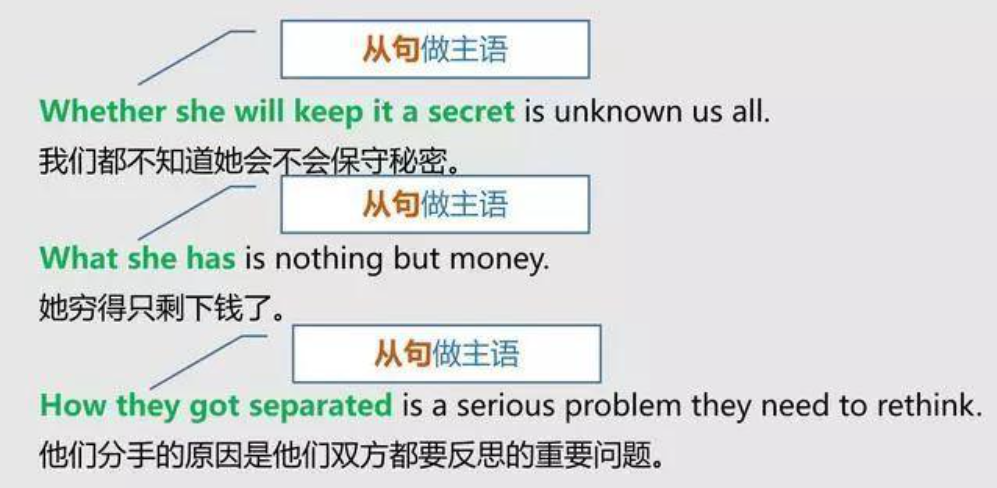 从句做主语
Whether she will keep it a secret is unknown us all.
我们都不知道她会不会保守秘密。
从句做主语
What she has is nothing but money.
她穷得只剩下钱了。
从句做主语
How they got separated is a serious problem they need to rethink.
他们分手的原因是他们双方都要反思的重要问题。